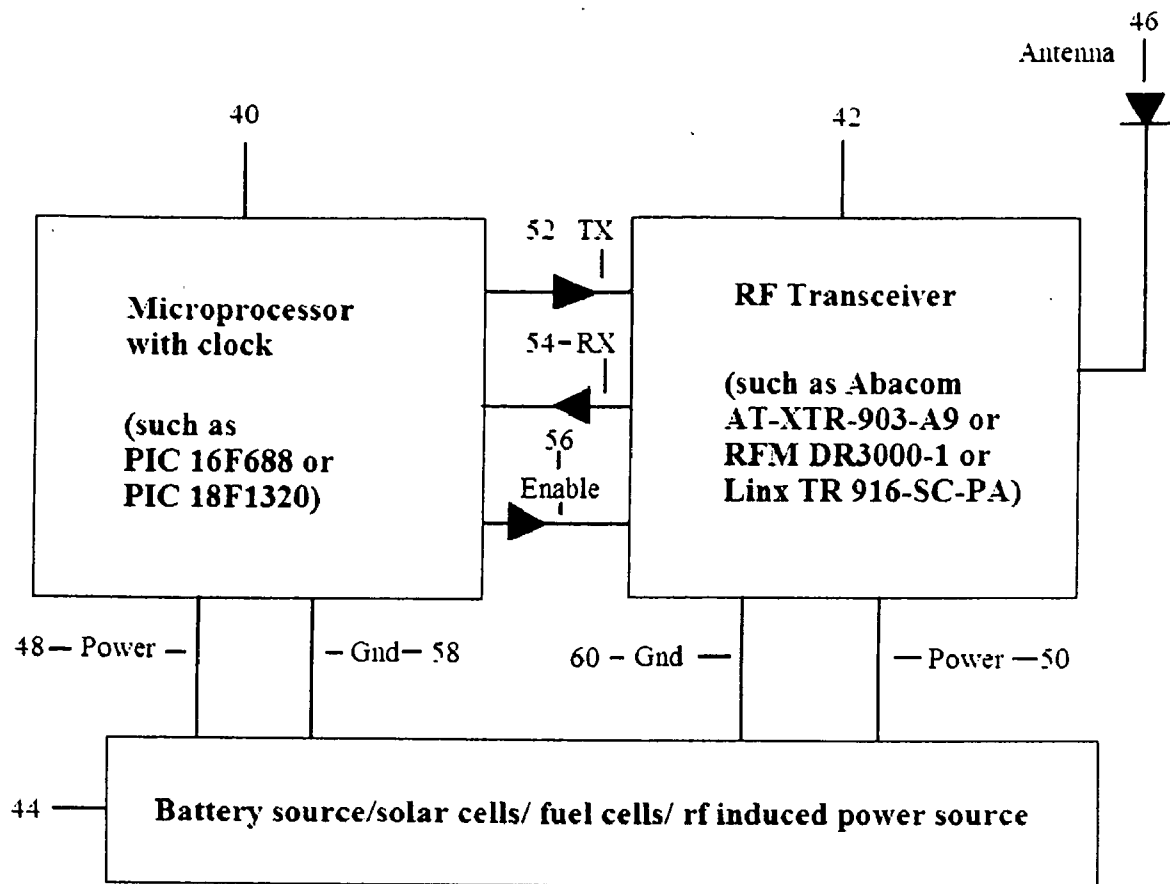 46
Antenna
40
42
52 TX
Microprocessor
with clock
(such as
PIC 16F688 or
PIC 18F1320)
54-RX
56
Enable
RF Transceiver
(such as Abacom
AT-XTR-903-A9 or
RFM DR3000-1 or
Linx TR 916-SC-PA)
48 - Power -
- Gnd - 58
60 - Gnd -
- Power - 50
44
Battery source/solar cells/ fuel cells/ rf induced power source